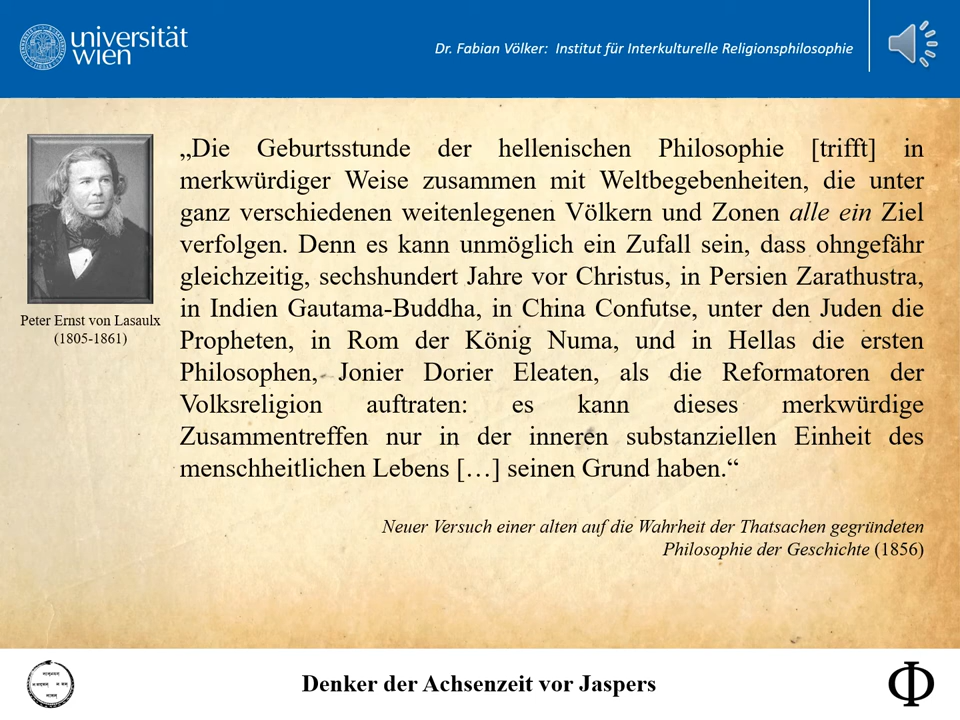 universität
wien
Dr. Fabian Völker: Institut für Interkulturelle Religionsphilosophie
„Die Geburtsstunde der hellenischen Philosophie [trifft] in
merkwürdiger Weise zusammen mit Weltbegebenheiten, die unter
ganz verschiedenen weitenlegenen Völkern und Zonen alle ein Ziel
verfolgen. Denn es kann unmöglich ein Zufall sein, dass ohngefähr
gleichzeitig, sechshundert Jahre vor Christus, in Persien Zarathustra,
in Indien Gautama-Buddha, in China Confutse, unter den Juden die
Propheten, in Rom der König Numa, und in Hellas die ersten
Philosophen, Jonier Dorier Eleaten, als die Reformatoren der
Volksreligion auftraten: es kann dieses merkwürdige
Zusammentreffen nur in der inneren substanziellen Einheit des
menschheitlichen Lebens […] seinen Grund haben.“
Peter Ernst von Lasaulx
(1805-1861)
Neuer Versuch einer alten auf die Wahrheit der Thatsachen gegründeten
Philosophie der Geschichte (1856)
Denker der Achsenzeit vor Jaspers
Φ